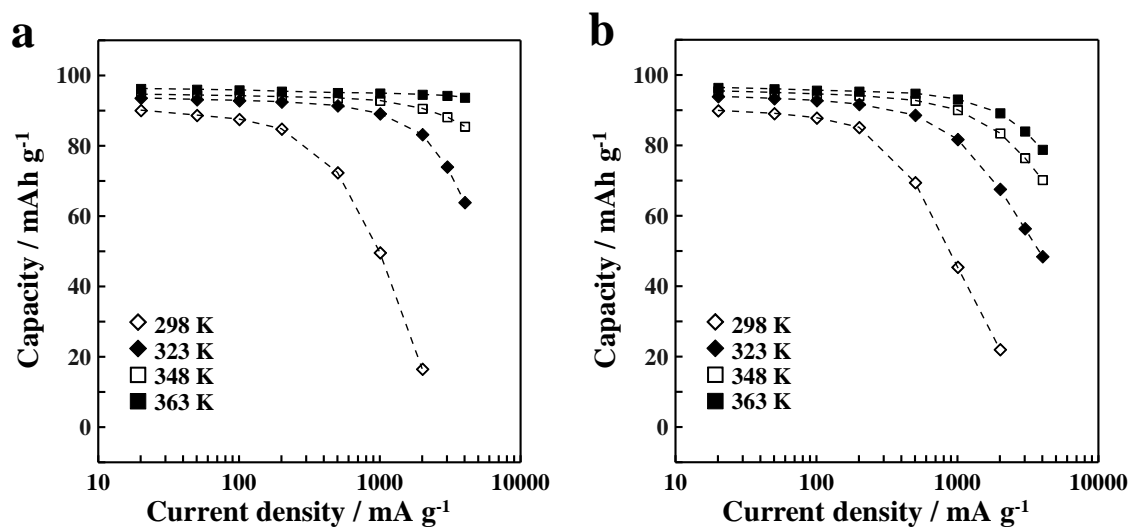 a
Capacity / mAh g-1
100
80
60
40
20
0
298 K
323 K
348 K
363 K
10 100 1000 10000
Current density / mA g-1
b
Capacity / mAh g-1
100
80
60
40
20
0
298 K
323 K
348 K
363 K
10 100 1000 10000
Current density / mA g-1